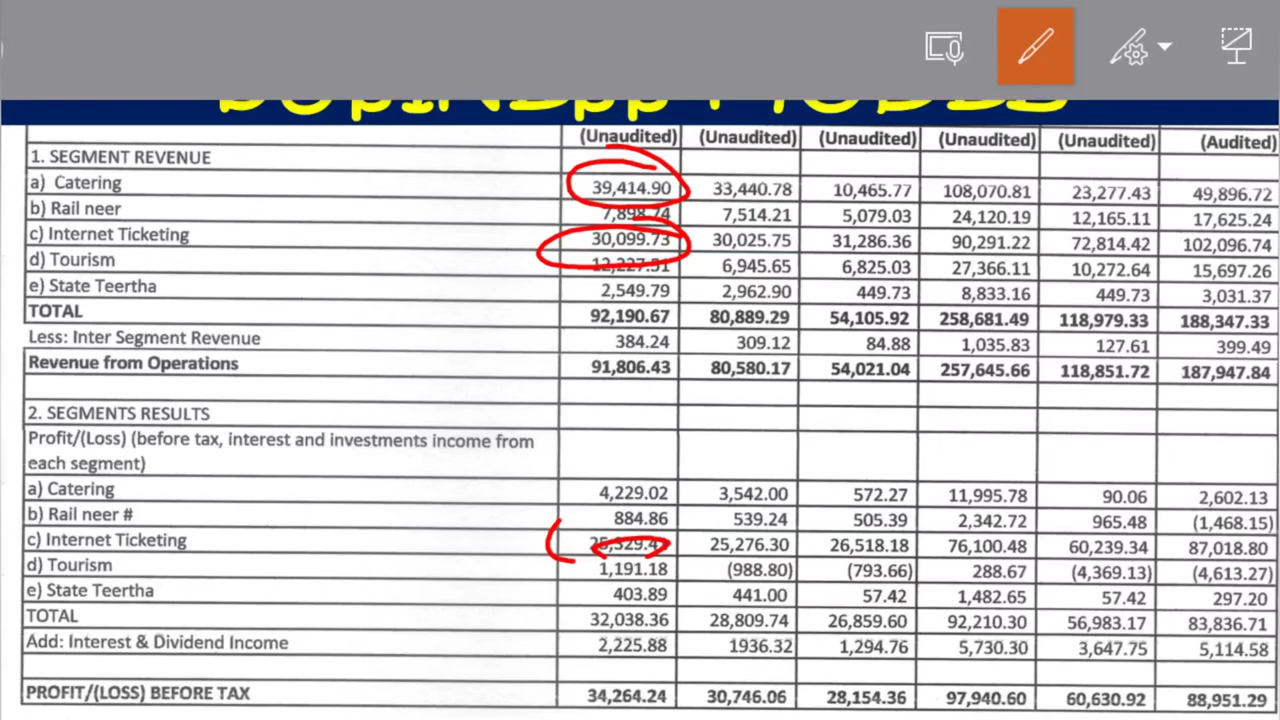 (Unaudited) (Unaudited) (Unaudited) (Unaudited) (Unaudited) (Audited)
1. SEGMENT REVENUE
a) Catering 39,414.90 33,440.78 10,465.77 108,070.81 23,277.43 49,896.72
b) Rail neer 7,898.74 7,514.21 5,079.03 24,120.19 12,165.11 17,625.24
c) Internet Ticketing 30,099.73 30,025.75 31,286.36 90,291.22 72,814.42 102,096.74
d) Tourism 12,227.51 6,945.65 6,825.03 27,366.11 10,272.64 15,697.26
e) State Teertha 2,549.79 2,962.90 449.73 8,833.16 449.73 3,031.37
TOTAL 92,190.67 80,889.29 54,105.92 258,681.49 118,979.33 188,347.33
Less: Inter Segment Revenue 384.24 309.12 84.88 1,035.83 127.61 399.49
Revenue from Operations 91,806.43 80,580.17 54,021.04 257,645.66 118,851.72 187,947.84
2. SEGMENTS RESULTS
Profit/(Loss) (before tax, interest and investments income from
each segment)
a) Catering 4,229.02 3,542.00 572.27 11,995.78 90.06 2,602.13
b) Rail neer # 884.86 539.24 505.39 2,342.72 965.48 (1,468.15)
c) Internet Ticketing 25,276.30 26,518.18 76,100.48 60,239.34 87,018.80
d) Tourism 1,191.18 (988.80) (793.66) 288.67 (4,369.13) (4,613.27)
e) State Teertha 403.89 441.00 57.42 1,482.65 57.42 297.20
TOTAL 32,038.36 28,809.74 26,859.60 92,210.30 56,983.17 83,836.71
Add: Interest & Dividend Income 2,225.88 1936.32 1,294.76 5,730.30 3,647.75 5,114.58
PROFIT/(LOSS) BEFORE TAX 34,264.24 30,746.06 28,154.36 97,940.60 60,630.92 88,951.29